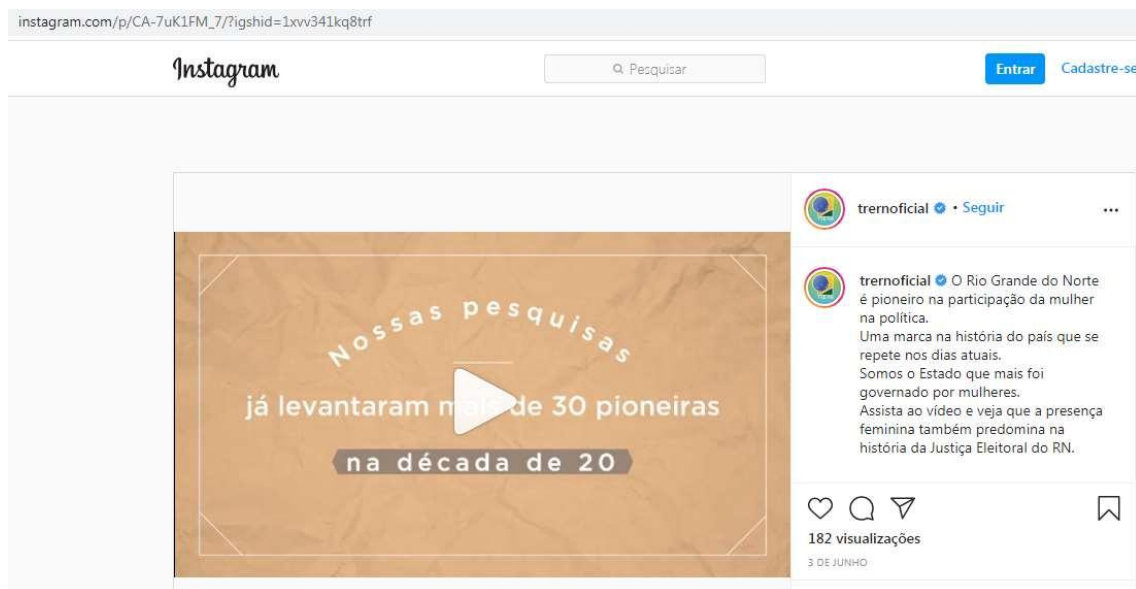 instagram.com/p/CA-7uK1FM_7/?igshid=1xvv341kq8trf
Instagram
Pesquisar
Entrar
Cadastre-se
Nossas pesquisas
já levantaram mais de 30 pioneiras
na década de 20
trernoficial • Seguir
trernoficial O Rio Grande do Norte
é pioneiro na participação da mulher
na política.
Uma marca na história do país que se
repete nos dias atuais.
Somos o Estado que mais foi
governado por mulheres.
Assista ao vídeo e veja que a presença
feminina também predomina na
história da Justiça Eleitoral do RN.
182 visualizações
3 DE JUNHO